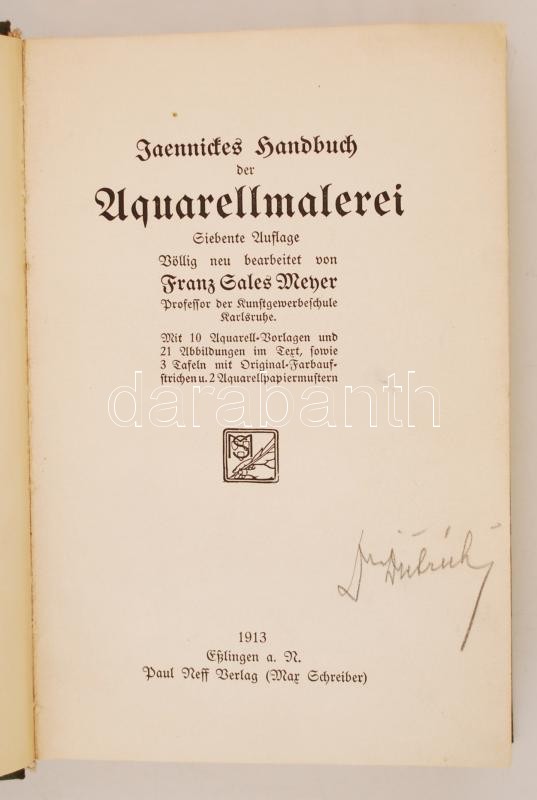 Jaennickes Handbuch
der
Aquarellmalerei
Siebente Auflage
Völlig neu bearbeitet von
Franz Sales Meyer
Professor der Kunstgewerbeschule
Karlsruhe.
Mit 10 Aquarell-Vorlagen und
21 Abbildungen im Text, sowie
3 Tafeln mit Original-Farbauf-
strichen u. 2 Aquarellpapiermustern
darabanth
1913
Eßlingen a. N.
Paul Neff Verlag (Max Schreiber)